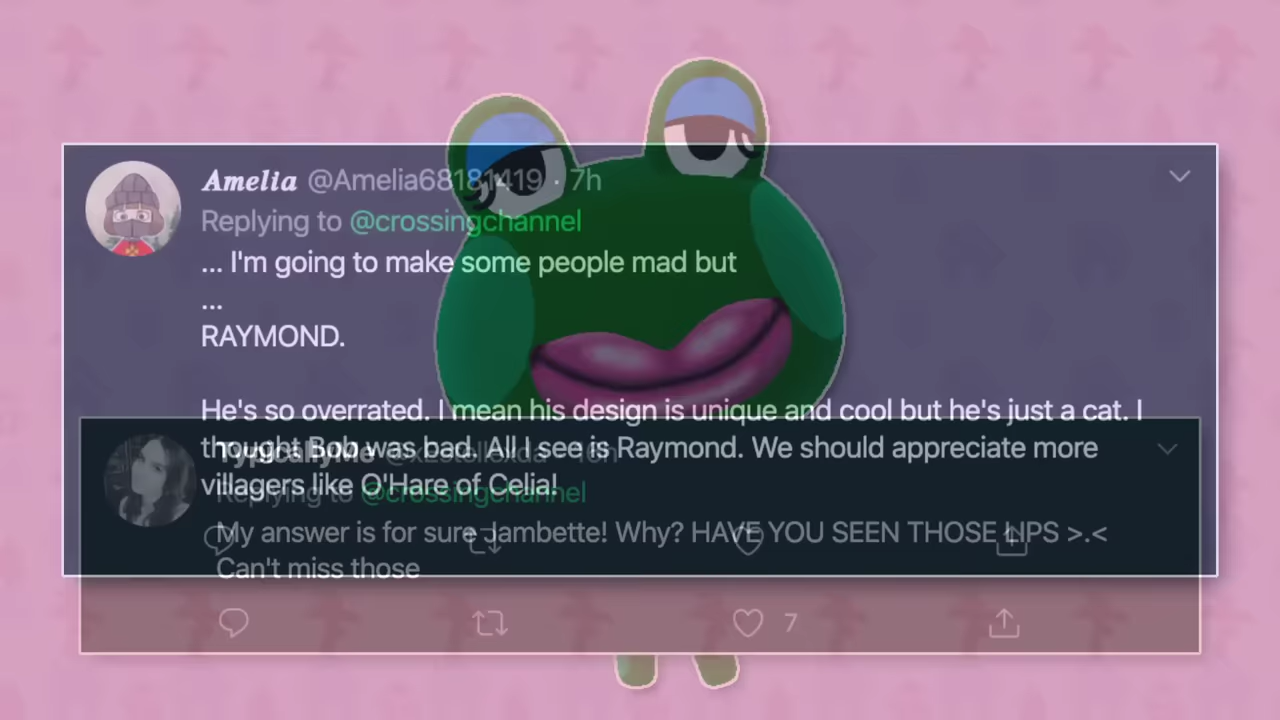 Amelia @Amelia68181419 · 7h
Replying to @crossingchannel
... I'm going to make some people mad but
...
RAYMOND.
He's so overrated. I mean his design is unique and cool but he's just a cat. I
thought Bob was bad. All I see is Raymond. We should appreciate more
villagers like O'Hare of Celia!
TypicallyMe
Replying to @crossingchannel
My answer is for sure Jambette! Why? HAVE YOU SEEN THOSE LIPS >.<
Can't miss those
7